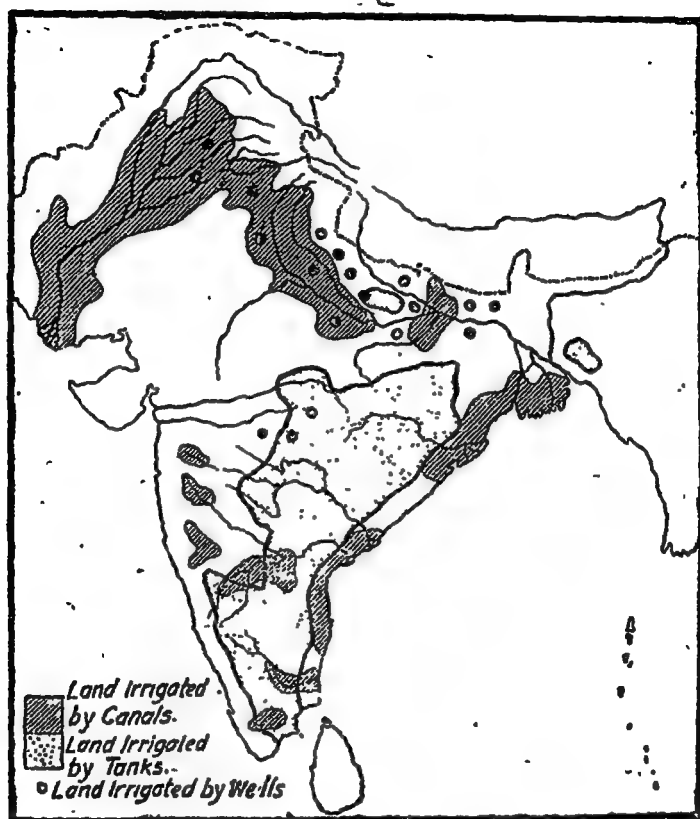 Land Irrigated
by Canals.
Land Irrigated
by Tanks.
Land Irrigated by Wells